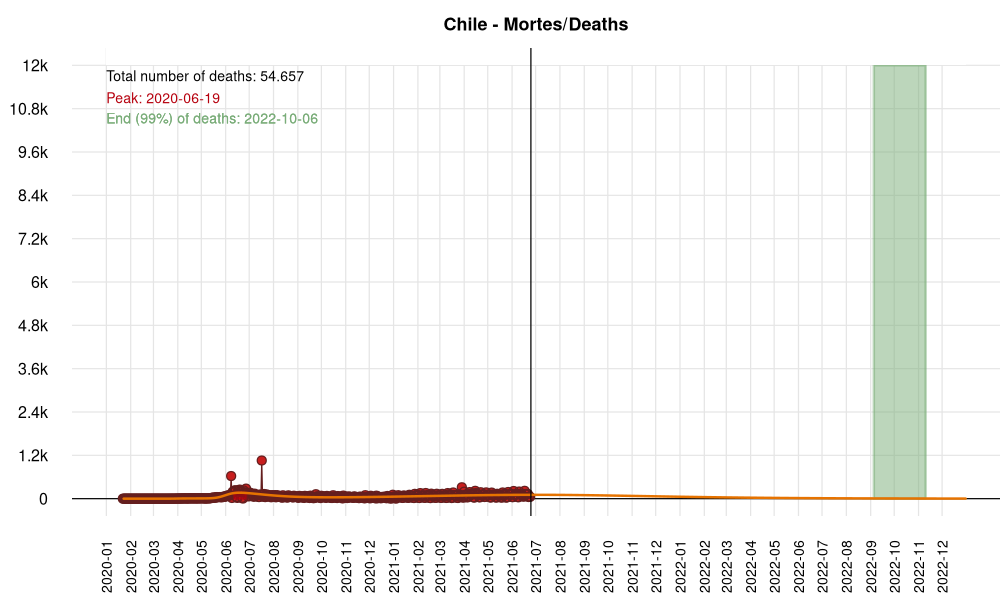 Chile - Mortes/Deaths
Total number of deaths: 54.657
Peak: 2020-06-19
End (99%) of deaths: 2022-10-06
12k
10.8k
9.6k
8.4k
7.2k
6k
4.8k
3.6k
2.4k
1.2k
0
2020-01
2020-02
2020-03
2020-04
2020-05
2020-06
2020-07
2020-08
2020-09
2020-10
2020-11
2020-12
2021-01
2021-02
2021-03
2021-04
2021-05
2021-06
2021-07
2021-08
2021-09
2021-10
2021-11
2021-12
2022-01
2022-02
2022-03
2022-04
2022-05
2022-06
2022-07
2022-08
2022-09
2022-10
2022-11
2022-12